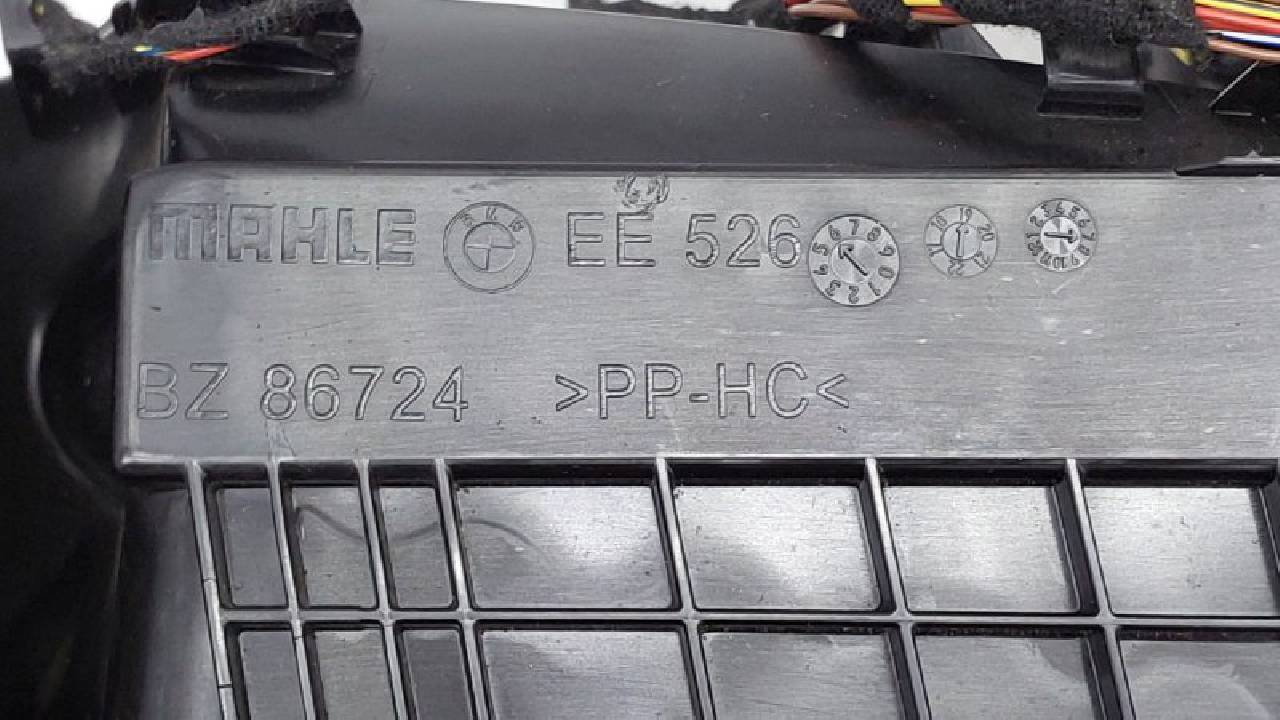 MAHLE EE 526
BZ 86724 >PP-HC<